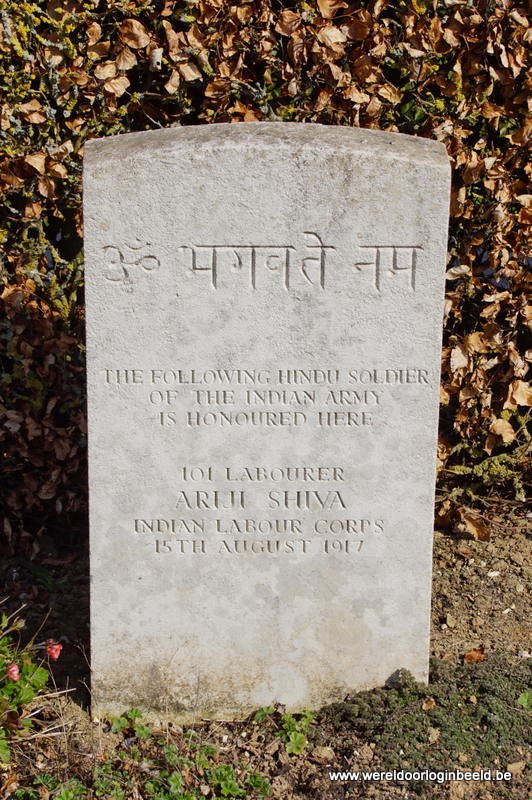 ॐ भगवते नम
THE FOLLOWING HINDU SOLDIER
OF THE INDIAN ARMY
IS HONOURED HERE
101 LABOURER
ARIJI SHIVA
INDIAN LABOUR CORPS
15TH AUGUST 1917
www.wereldoorloginbeeld.be